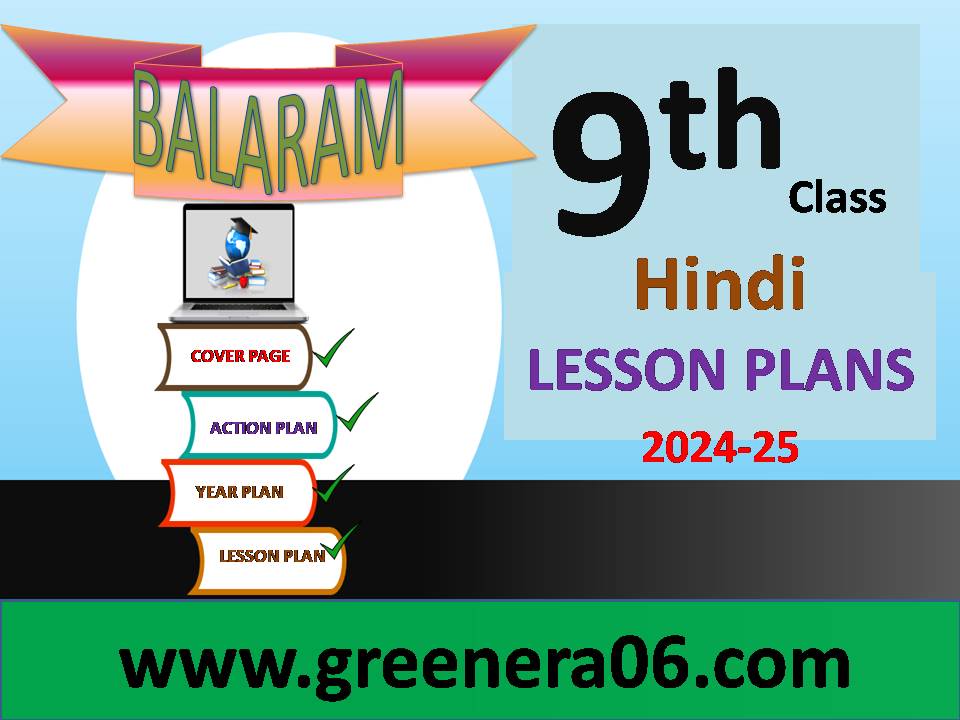 BALARAM
9th
Class
Hindi
LESSON PLANS
2024-25
COVER PAGE
ACTION PLAN
YEAR PLAN
LESSON PLAN
www.greenera06.com